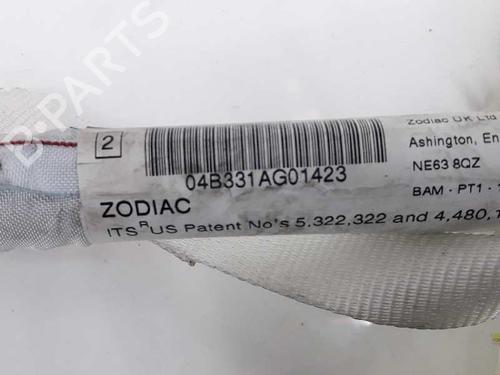 2
04B331AG01423
ZODIAC
ITS R US Patent No's 5,322,322 and 4,480,
Zodiac UK Ltd
Ashington, En
NE63 8QZ
BAM - PT1 -
B-PARTS